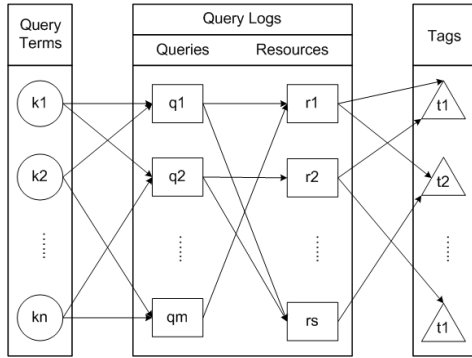 Query
Terms
Query Logs
Queries Resources
Tags
k1 q1 r1 t1
k2 q2 r2 t2
kn qm rs t1